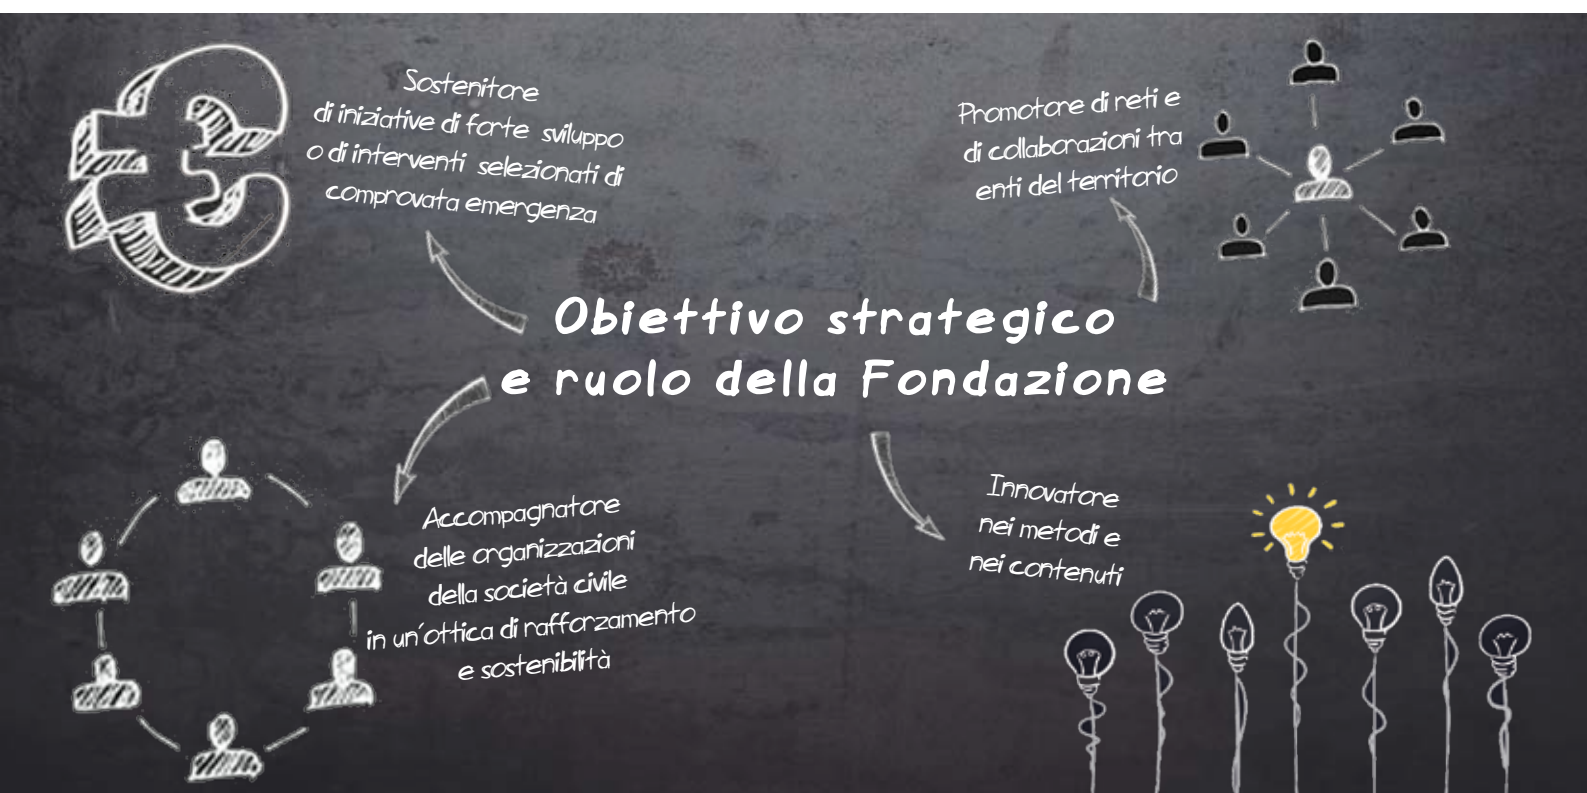 Sostenitore
di iniziative di forte sviluppo
o di interventi selezionati di
comprovata emergenza
Promotore di reti e
di collaborazioni tra
enti del territorio
Obiettivo strategico
e ruolo della Fondazione
Accompagnatore
delle organizzazioni
della società civile
in un'ottica di rafforzamento
e sostenibilità
Innovatore
nei metodi e
nei contenuti